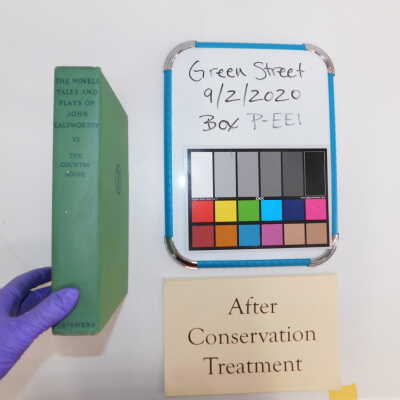 THE NOVELS
TALES AND
PLAYS OF
JOHN
GALSWORTHY
VI
THE
COUNTRY
HOUSE
SCRIBNERS
Green Street
9/2/2020
Box P-EE1
After
Conservation
Treatment